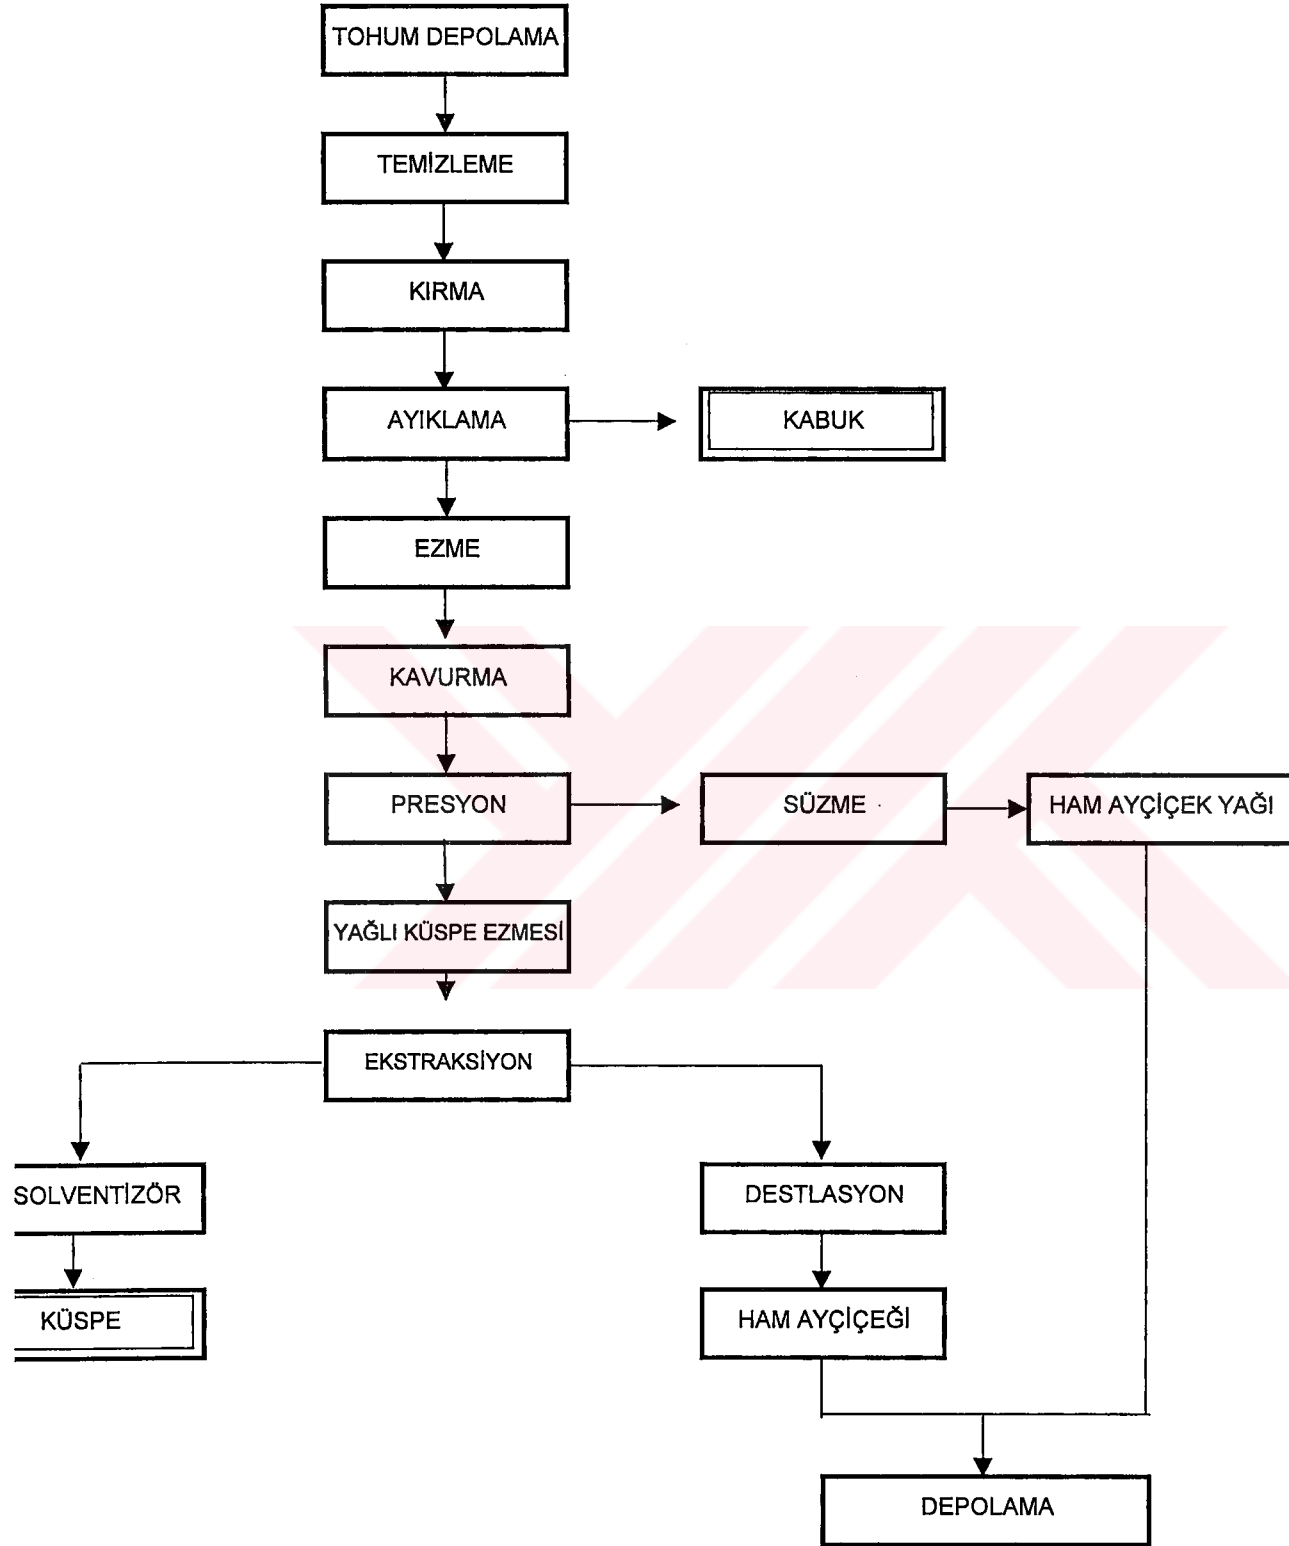 TOHUM DEPOLAMA
TEMİZLEME
KIRMA
AYIKLAMA
KABUK
EZME
KAVURMA
PRESYON
SÜZME
HAM AYÇİÇEK YAĞI
YAĞLI KÜSPE EZMESİ
EKSTRAKSİYON
SOLVENTİZÖR
DESTLASYON
KÜSPE
HAM AYÇİÇEĞİ
DEPOLAMA